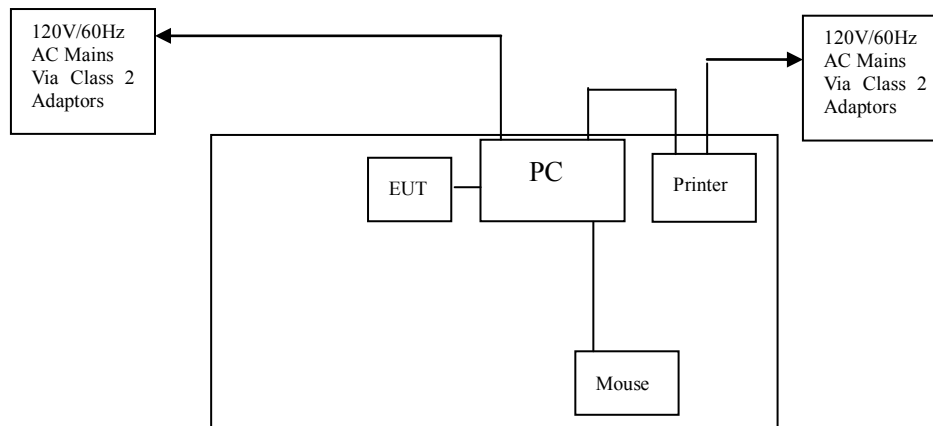 120V/60Hz
AC Mains
Via Class 2
Adaptors
120V/60Hz
AC Mains
Via Class 2
Adaptors
EUT
PC
Printer
Mouse